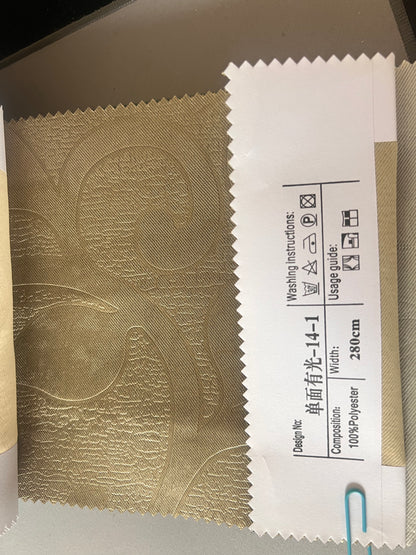 Design No:
单面有光-14-1
Washing instructions:
P
Composition:
100%Polyester
Width:
280cm
Usage guide: